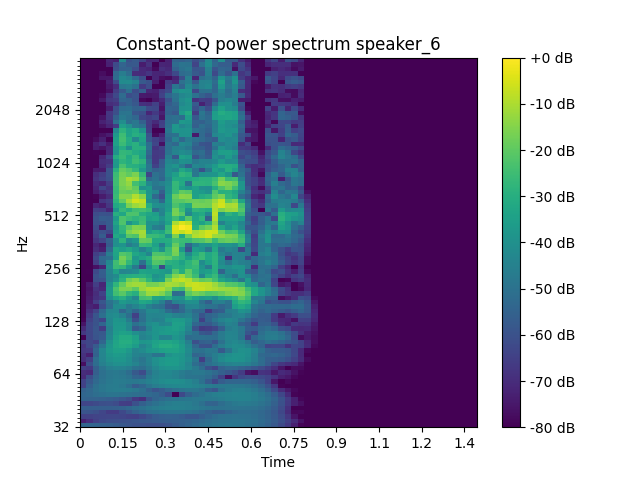 Constant-Q power spectrum speaker_6
+0 dB
2048
-10 dB
1024
-20 dB
512
-30 dB
Hz
-40 dB
256
-50 dB
128
-60 dB
64
-70 dB
32
-80 dB
0 0.15 0.3 0.45 0.6 0.75 0.9 1.1 1.2 1.4
Time